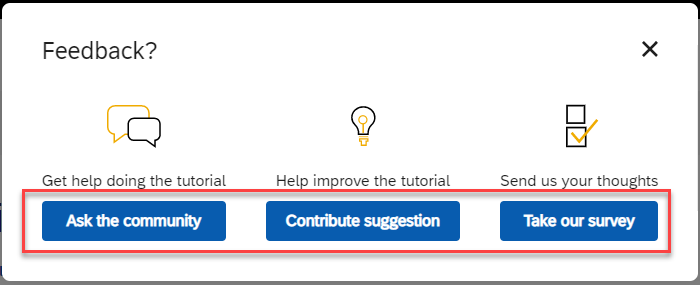 Feedback?
Get help doing the tutorial
Help improve the tutorial
Send us your thoughts
Ask the community
Contribute suggestion
Take our survey